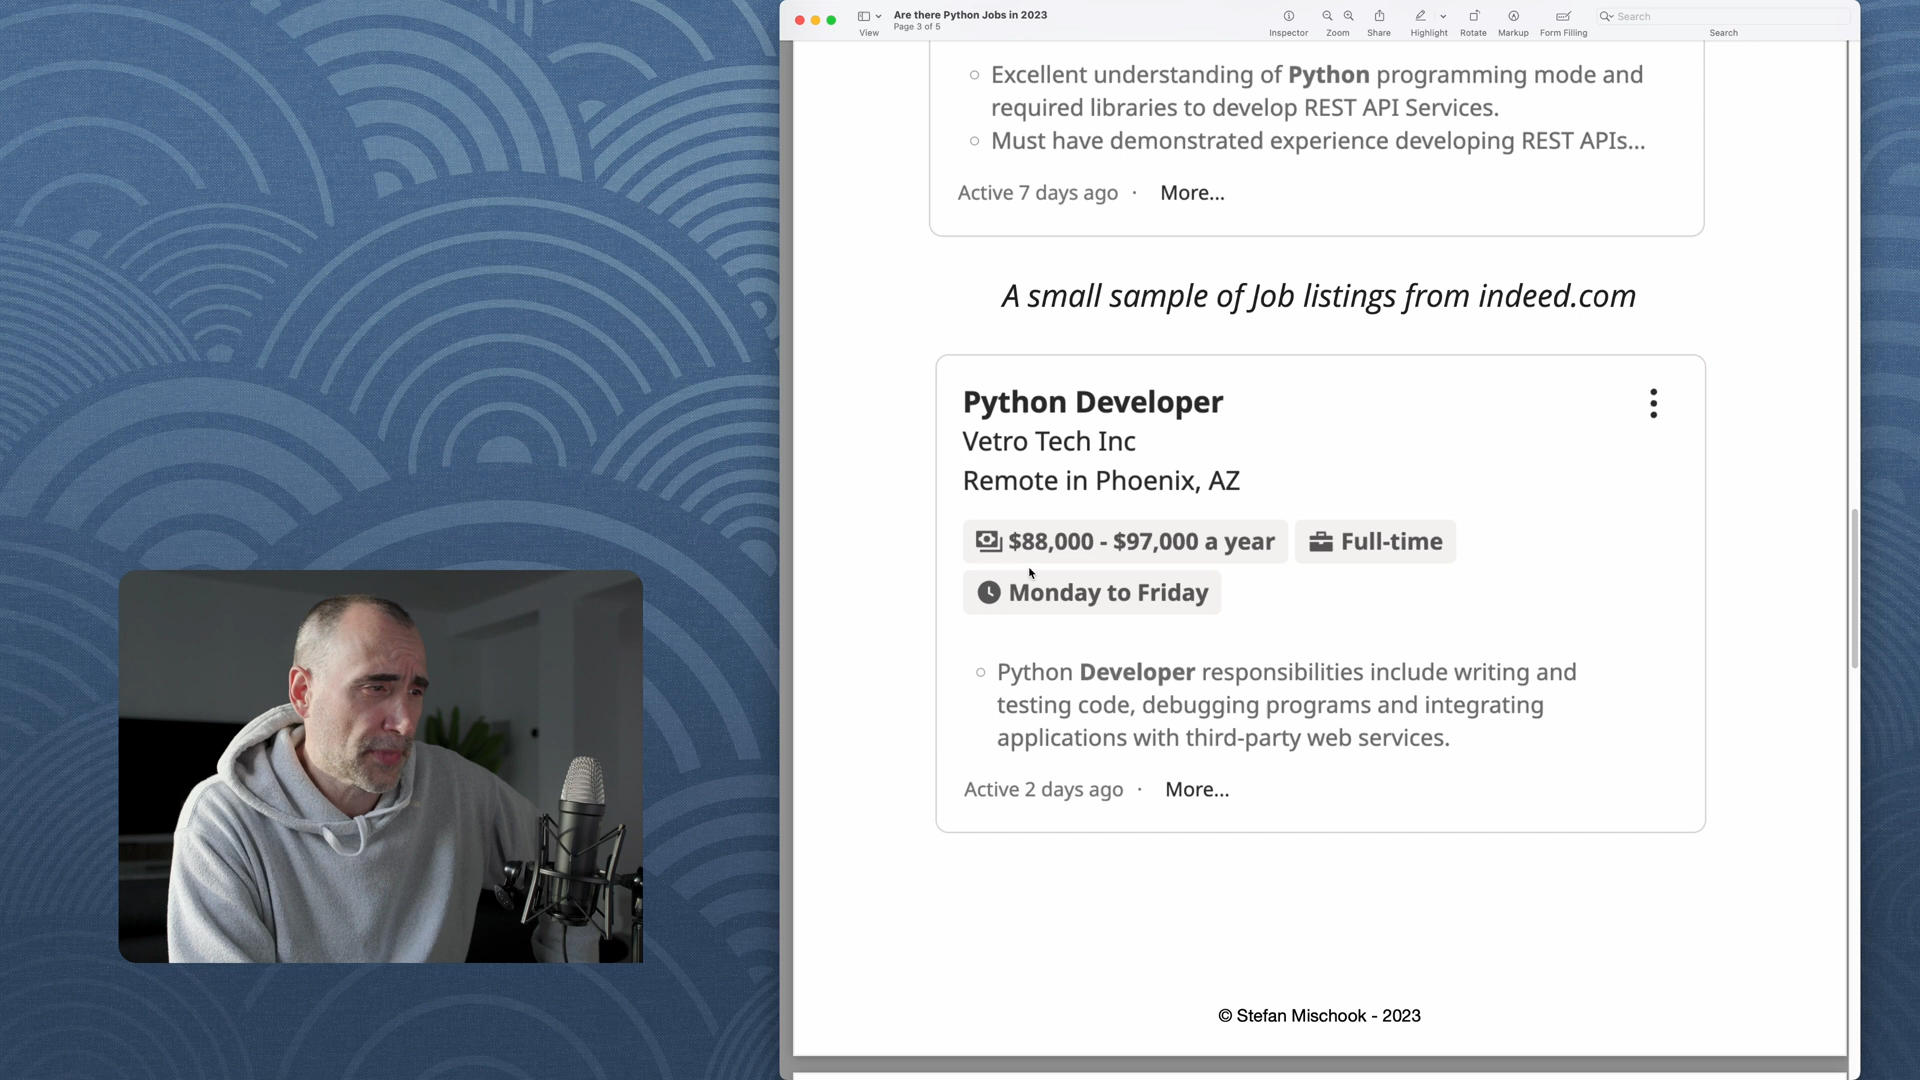 Are there Python Jobs in 2023
Page 3 of 5
View
Inspector
Zoom
Share
Highlight
Rotate
Markup
Form Filling
Search
Search
Excellent understanding of Python programming mode and
required libraries to develop REST API Services.
Must have demonstrated experience developing REST APIs...
Active 7 days ago · More...
A small sample of Job listings from indeed.com
Python Developer
Vetro Tech Inc
Remote in Phoenix, AZ
$88,000 - $97,000 a year
Full-time
Monday to Friday
Python Developer responsibilities include writing and
testing code, debugging programs and integrating
applications with third-party web services.
Active 2 days ago · More...
© Stefan Mischook - 2023